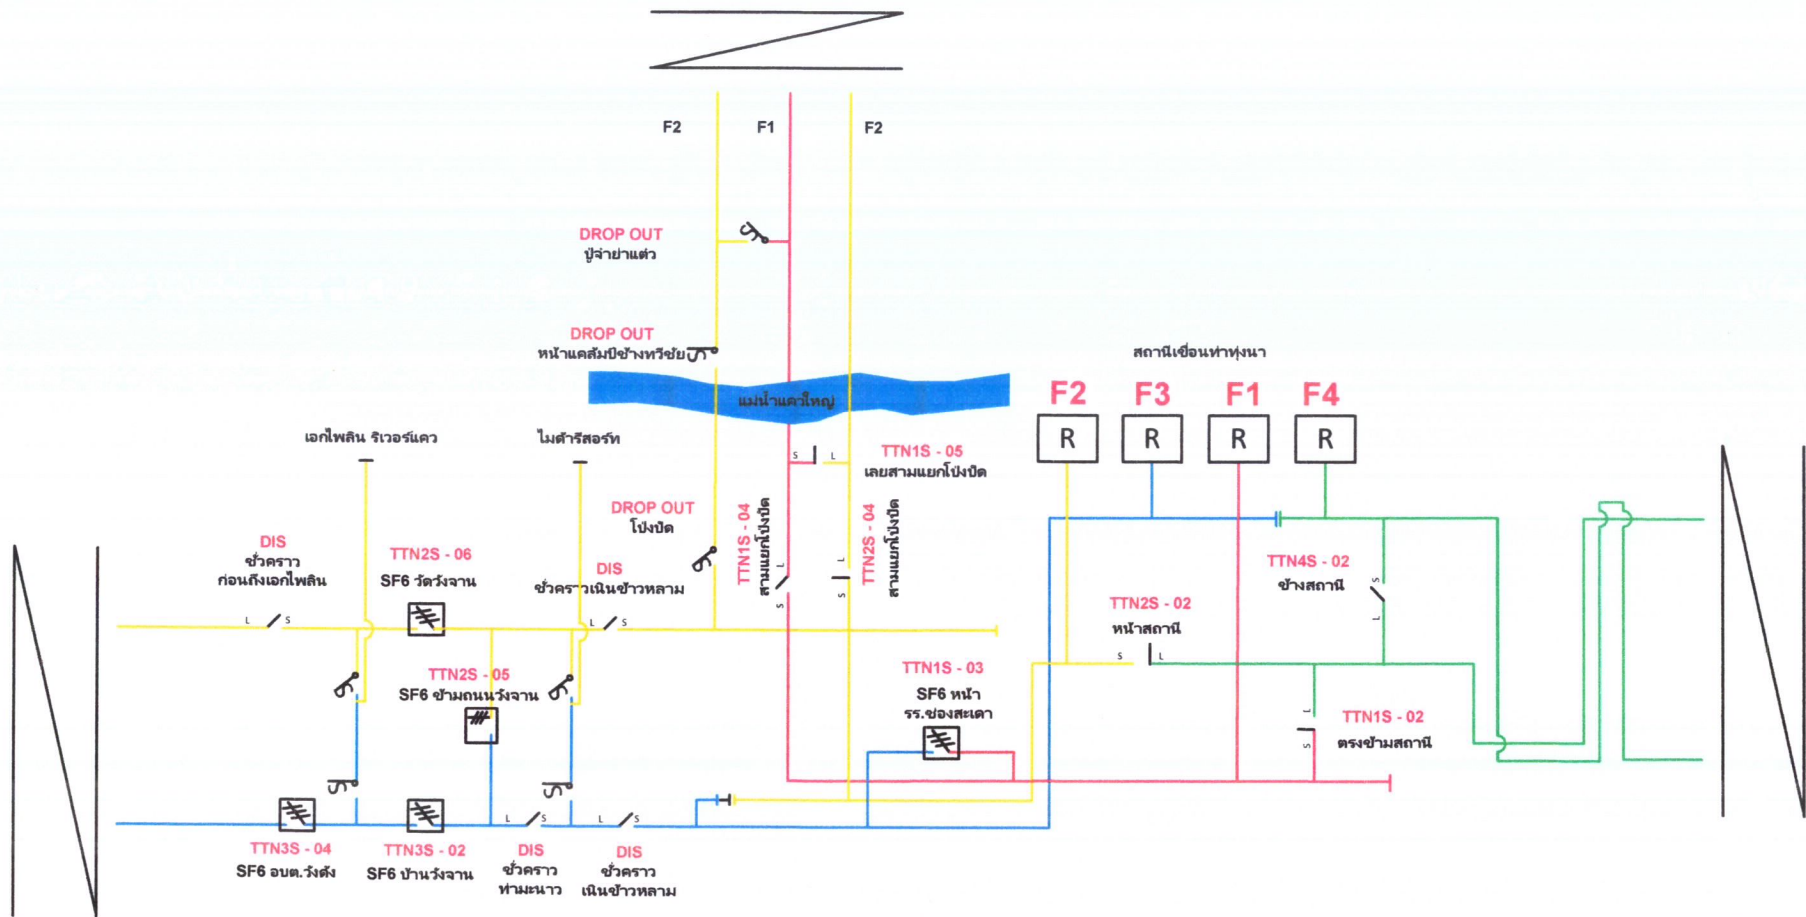 F2
F1
F2
DROP OUT
ปู่จ่าย่าแต่ว
DROP OUT
หน้าแคล้มป์ช้างทวีชัย
แม่น้ำแควใหญ่
สถานีเขื่อนท่าทุ่งนา
F2
F3
F1
F4
R
R
R
R
เอกไพลิน ริเวอร์แคว
ไมด้ารีสอร์ท
S
L
TTN1S - 05
เลยสามแยกโป่งปัด
DROP OUT
โป่งปัด
TTN1S - 04
สามแยกโป่งปัด
L
S
L
S
TTN2S - 04
สามแยกโป่งปัด
DIS
ชั่วคราว
ก่อนถึงเอกไพลิน
L
S
TTN2S - 06
SF6 วัดวังจาน
DIS
ชั่วคราวเนินข้าวหลาม
L
S
TTN4S - 02
ข้างสถานี
S
L
TTN2S - 02
หน้าสถานี
S
L
TTN2S - 05
SF6 ข้ามถนนวังจาน
TTN1S - 03
SF6 หน้า
รร.ช่องสะเดา
L
S
TTN1S - 02
ตรงข้ามสถานี
L
S
L
S
TTN3S - 04
SF6 อบต.วังด้ง
TTN3S - 02
SF6 บ้านวังจาน
DIS
ชั่วคราว
ท่ามะนาว
DIS
ชั่วคราว
เนินข้าวหลาม